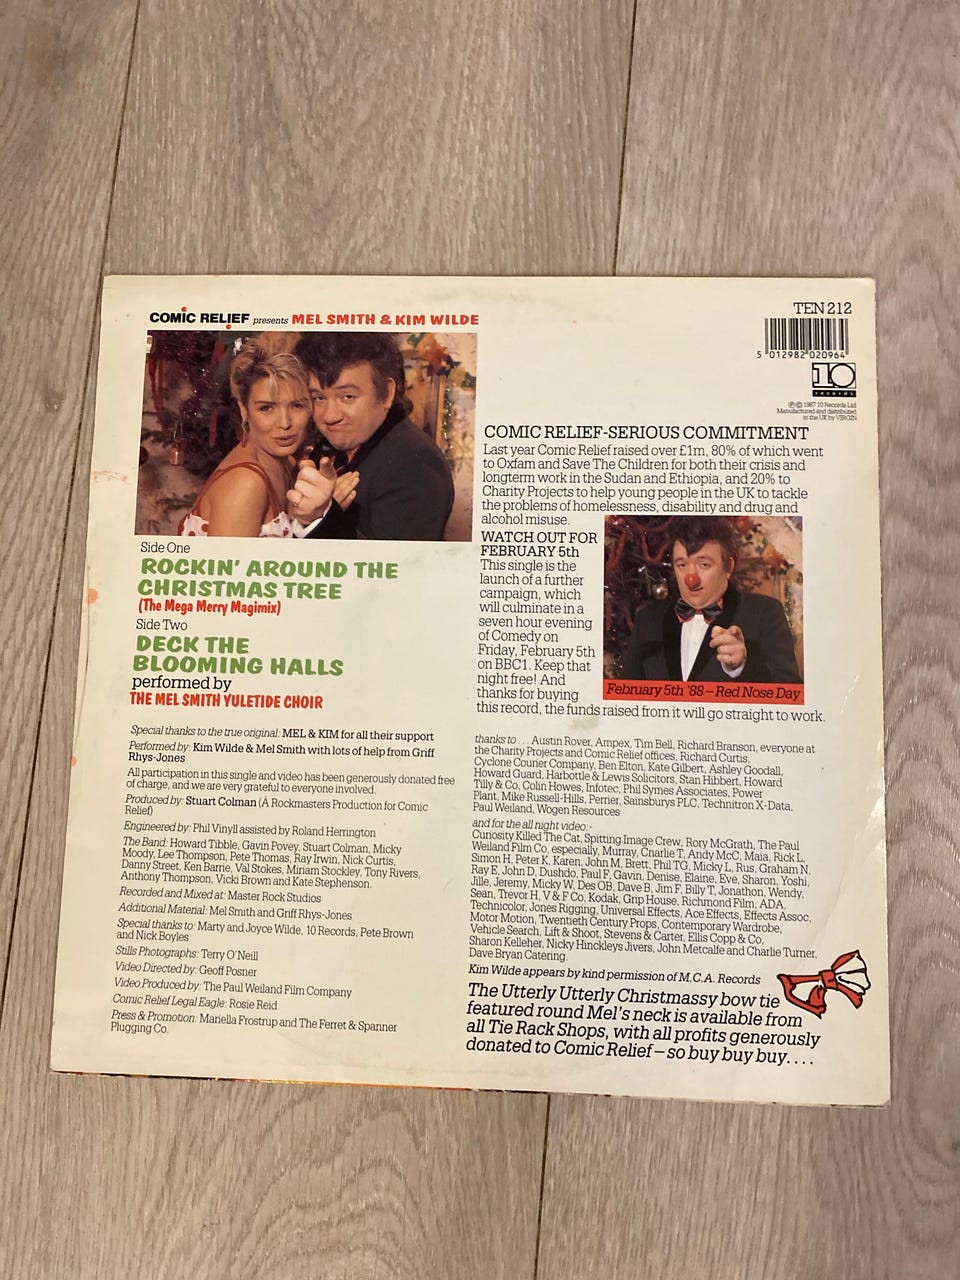 COMIC RELIEF presents MEL SMITH & KIM WILDE
TEN 212
5 012982 020964
10
records
℗ © 1987 10 Records Ltd
Manufactured and distributed
in the UK by VIRGIN
Side One
ROCKIN' AROUND THE
CHRISTMAS TREE
(The Mega Merry Magimix)
Side Two
DECK THE
BLOOMING HALLS
performed by
THE MEL SMITH YULETIDE CHOIR
Special thanks to the true original: MEL & KIM for all their support
Performed by: Kim Wilde & Mel Smith with lots of help from Griff
Rhys-Jones
All participation in this single and video has been generously donated free
of charge, and we are very grateful to everyone involved.
Produced by: Stuart Colman (A Rockmasters Production for Comic
Relief)
Engineered by: Phil Vinyll assisted by Roland Herrington
The Band: Howard Tibble, Gavin Povey, Stuart Colman, Micky
Moody, Lee Thompson, Pete Thomas, Ray Irwin, Nick Curtis,
Danny Street, Ken Barrie, Val Stokes, Miriam Stockley, Tony Rivers,
Anthony Thompson, Vicki Brown and Kate Stephenson.
Recorded and Mixed at: Master Rock Studios
Additional Material: Mel Smith and Griff Rhys-Jones
Special thanks to: Marty and Joyce Wilde, 10 Records, Pete Brown
and Nick Boyles
Stills Photographs: Terry O'Neill
Video Directed by: Geoff Posner
Video Produced by: The Paul Weiland Film Company
Comic Relief Legal Eagle: Rosie Reid
Press & Promotion: Mariella Frostrup and The Ferret & Spanner
Plugging Co.
COMIC RELIEF-SERIOUS COMMITMENT
Last year Comic Relief raised over £1m, 80% of which went
to Oxfam and Save The Children for both their crisis and
longterm work in the Sudan and Ethiopia, and 20% to
Charity Projects to help young people in the UK to tackle
the problems of homelessness, disability and drug and
alcohol misuse.
WATCH OUT FOR
FEBRUARY 5th
This single is the
launch of a further
campaign, which
will culminate in a
seven hour evening
of Comedy on
Friday, February 5th
on BBC1. Keep that
night free! And
thanks for buying
this record, the funds raised from it will go straight to work.
February 5th '88 – Red Nose Day
thanks to . . . Austin Rover, Ampex, Tim Bell, Richard Branson, everyone at
the Charity Projects and Comic Relief offices, Richard Curtis,
Cyclone Courier Company, Ben Elton, Kate Gilbert, Ashley Goodall,
Howard Guard, Harbottle & Lewis Solicitors, Stan Hibbert, Howard
Tilly & Co, Colin Howes, Infotec, Phil Symes Associates, Power
Plant, Mike Russell-Hills, Perrier, Sainsburys PLC, Technitron X-Data,
Paul Weiland, Wogen Resources
and for the all night video:-
Curiosity Killed The Cat, Spitting Image Crew, Rory McGrath, The Paul
Weiland Film Co, especially, Murray, Charlie T, Andy McC, Maia, Rick L,
Simon H, Peter K, Karen, John M, Brett, Phil TG, Micky L, Rus, Graham N,
Ray E, John D, Dushdo, Paul F, Gavin, Denise, Elaine, Eve, Sharon, Yoshi,
Jille, Jeremy, Micky W, Des OB, Dave B, Jim F, Billy T, Jonathon, Wendy,
Sean, Trevor H, V & F Co, Kodak, Grip House, Richmond Film, ADA,
Technicolor, Jones Rigging, Universal Effects, Ace Effects, Effects Assoc,
Motor Motion, Twentieth Century Props, Contemporary Wardrobe,
Vehicle Search, Lift & Shoot, Stevens & Carter, Ellis Copp & Co,
Sharon Kelleher, Nicky Hinckleys Jivers, John Metcalfe and Charlie Turner,
Dave Bryan Catering.
Kim Wilde appears by kind permission of M.C.A. Records
The Utterly Utterly Christmassy bow tie
featured round Mel's neck is available from
all Tie Rack Shops, with all profits generously
donated to Comic Relief – so buy buy buy. . . .